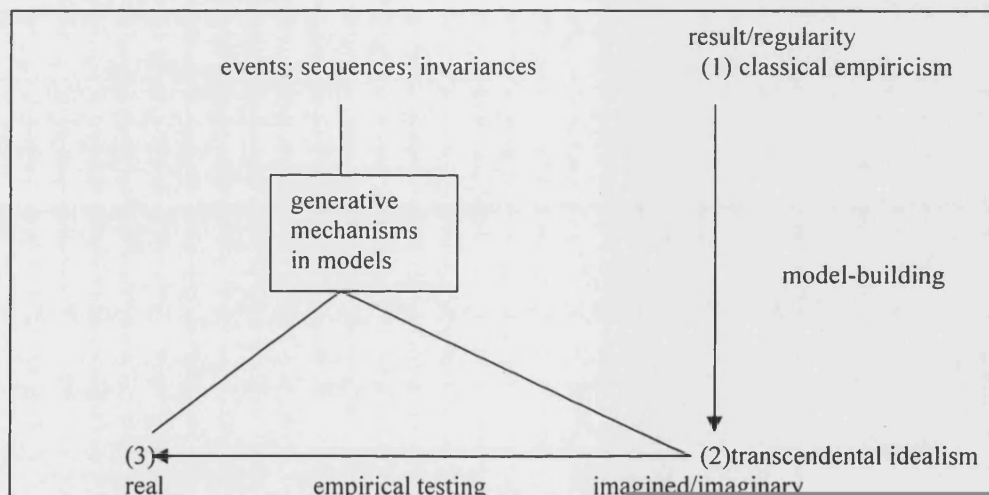 result/regularity
events; sequences; invariances
(1) classical empiricism
generative
mechanisms
in models
model-building
(3)
(2)transcendental idealism
real
empirical testing
imagined/imaginary